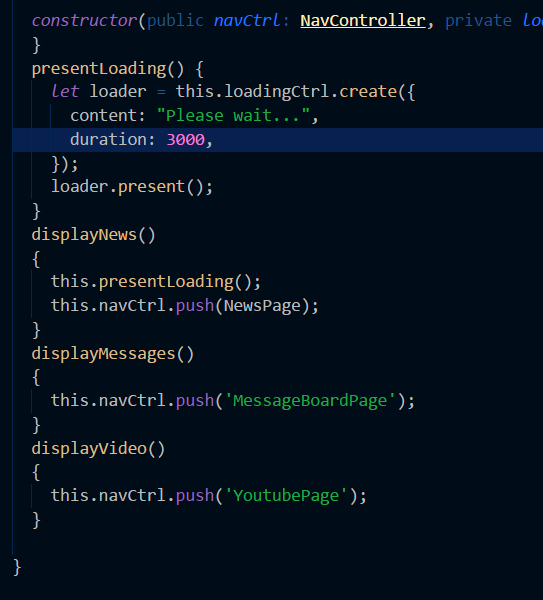 constructor(public navCtrl: NavController, private
}
presentLoading() {
let loader = this.loadingCtrl.create({
content: "Please wait...",
duration: 3000,
});
loader.present();
}
displayNews()
{
this.presentLoading();
this.navCtrl.push(NewsPage);
}
displayMessages()
{
this.navCtrl.push('MessageBoardPage');
}
displayVideo()
{
this.navCtrl.push('YoutubePage');
}
}